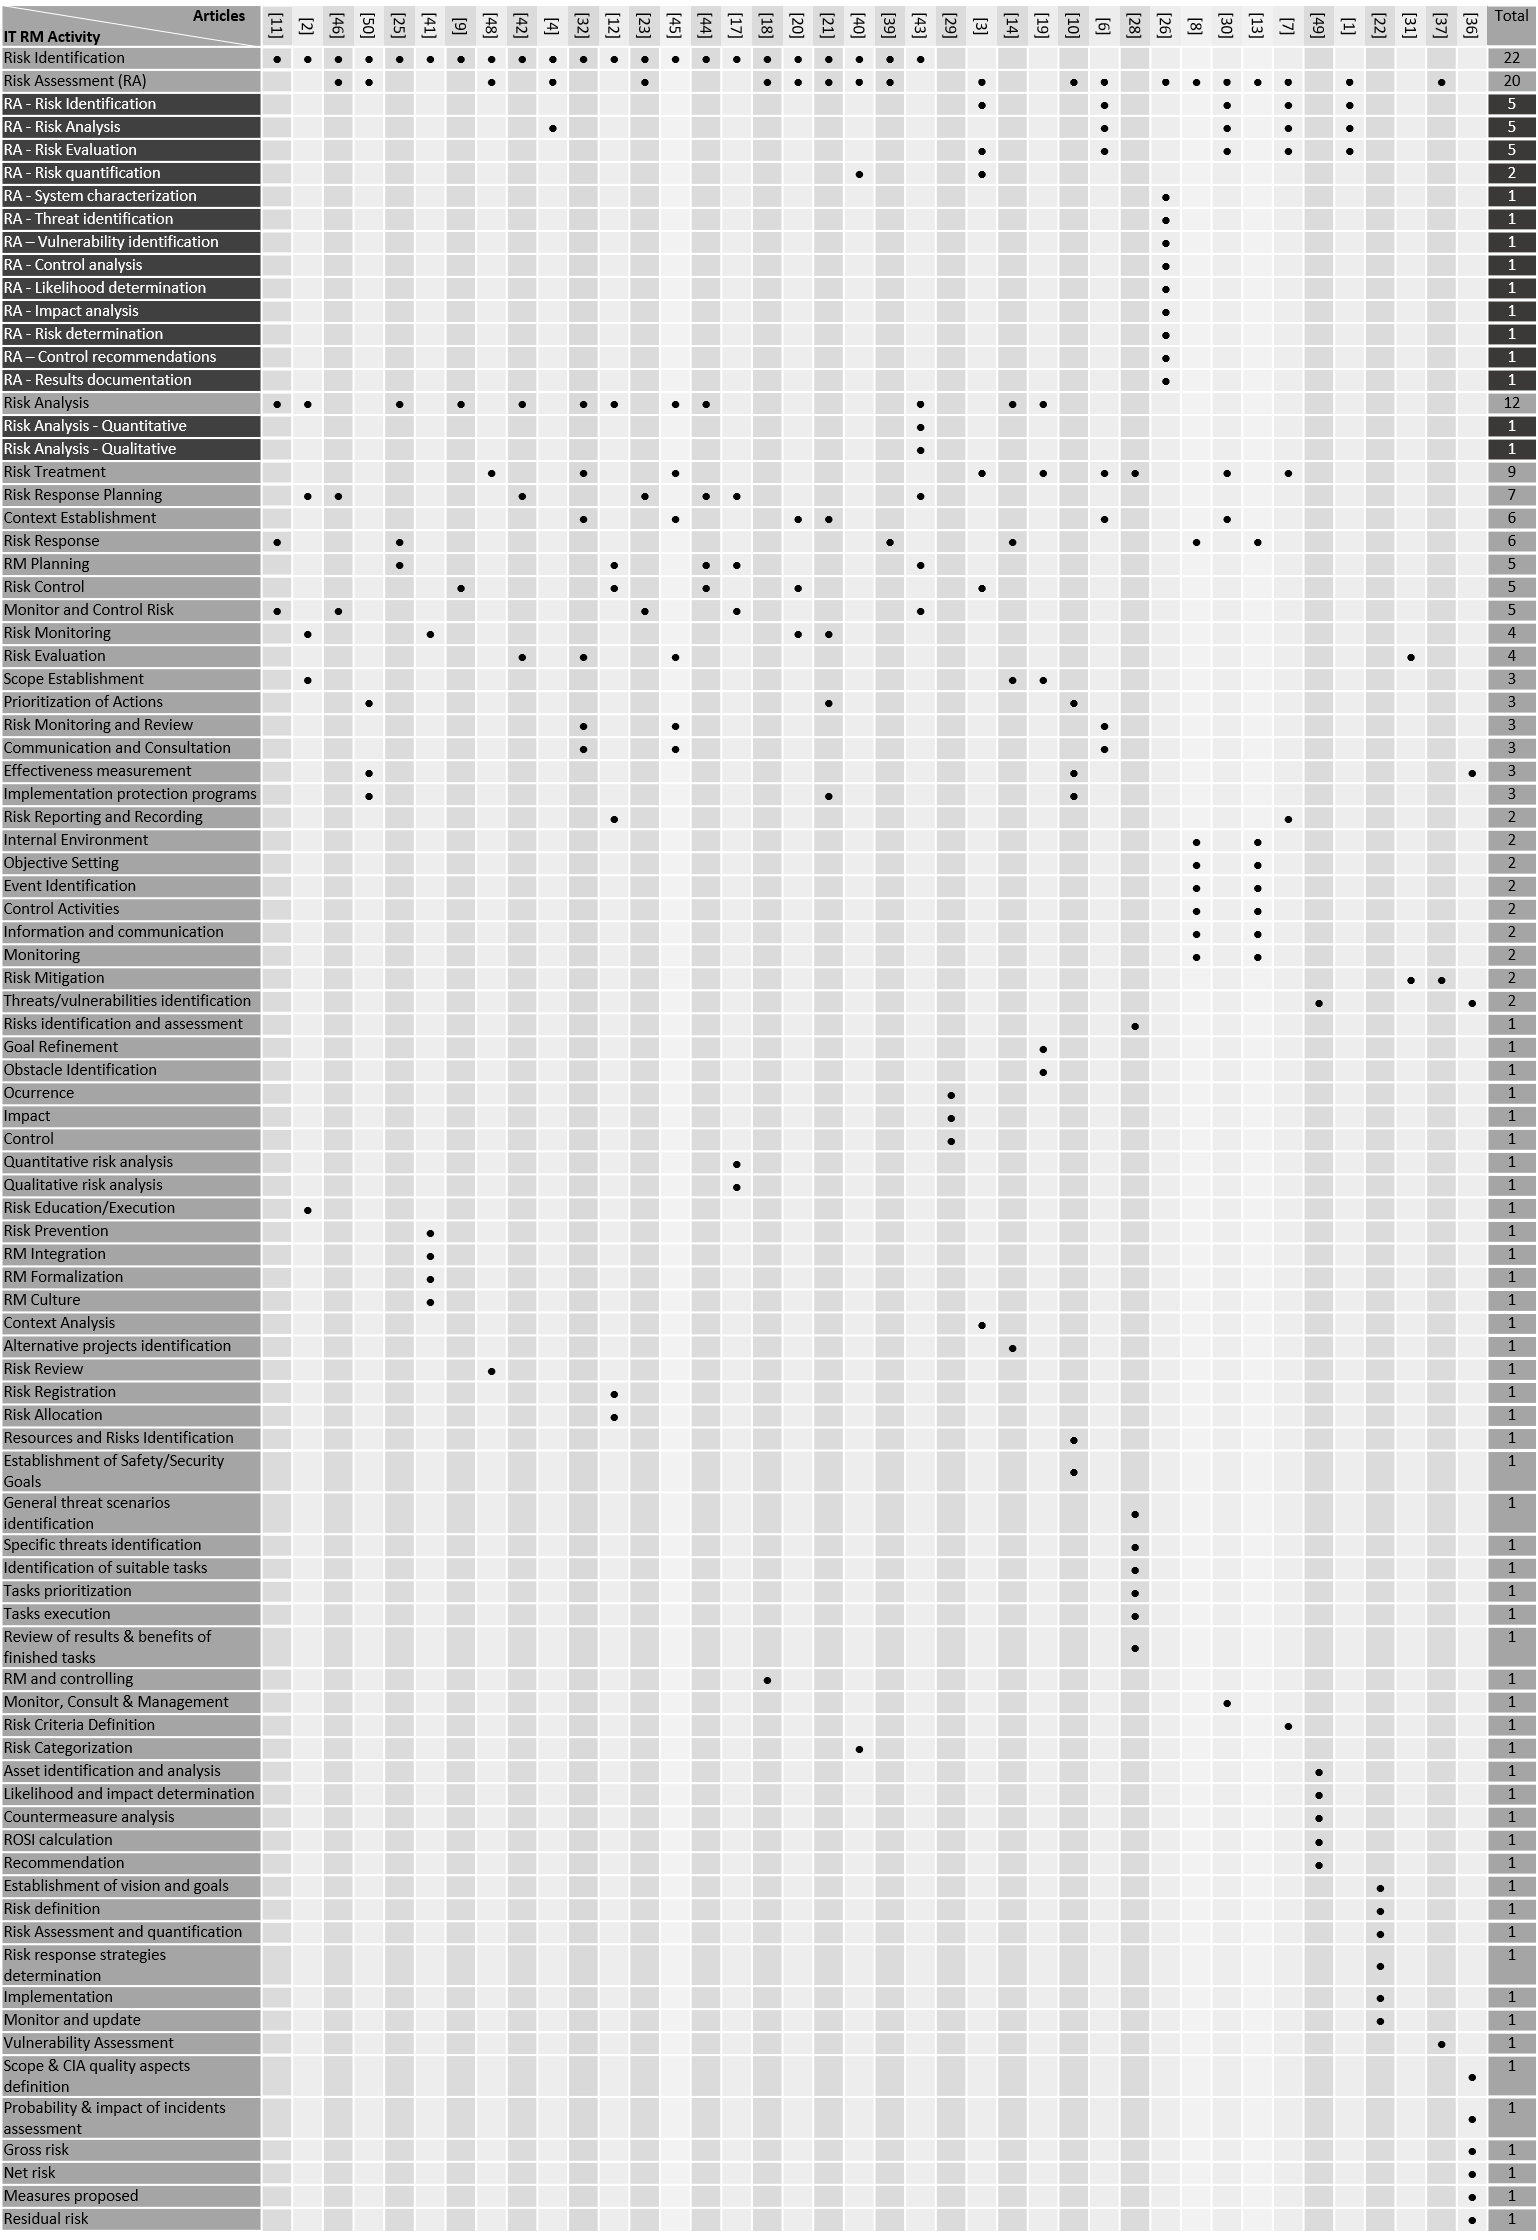 Articles
IT RM Activity
[11] [2] [46] [50] [25] [41] [9] [48] [42] [4] [32] [12] [23] [45] [44] [17] [18] [20] [21] [40] [39] [43] [29] [3] [14] [19] [10] [6] [28] [26] [8] [30] [13] [7] [49] [1] [22] [31] [37] [36] Total
Risk Identification ● ● ● ● ● ● ● ● ● ● ● ● ● ● ● ● ● ● ● ● ● ● 22
Risk Assessment (RA) ● ● ● ● ● ● ● ● ● ● ● ● ● ● ● ● ● ● ● ● 20
RA - Risk Identification ● ● ● ● ● 5
RA - Risk Analysis ● ● ● ● ● 5
RA - Risk Evaluation ● ● ● ● ● 5
RA - Risk quantification ● ● 2
RA - System characterization ● 1
RA - Threat identification ● 1
RA – Vulnerability identification ● 1
RA - Control analysis ● 1
RA - Likelihood determination ● 1
RA - Impact analysis ● 1
RA - Risk determination ● 1
RA – Control recommendations ● 1
RA - Results documentation ● 1
Risk Analysis ● ● ● ● ● ● ● ● ● ● ● ● 12
Risk Analysis - Quantitative ● 1
Risk Analysis - Qualitative ● 1
Risk Treatment ● ● ● ● ● ● ● ● ● 9
Risk Response Planning ● ● ● ● ● ● ● 7
Context Establishment ● ● ● ● ● ● 6
Risk Response ● ● ● ● ● ● 6
RM Planning ● ● ● ● ● 5
Risk Control ● ● ● ● ● 5
Monitor and Control Risk ● ● ● ● ● 5
Risk Monitoring ● ● ● ● 4
Risk Evaluation ● ● ● ● 4
Scope Establishment ● ● ● 3
Prioritization of Actions ● ● ● 3
Risk Monitoring and Review ● ● ● 3
Communication and Consultation ● ● ● 3
Effectiveness measurement ● ● ● 3
Implementation protection programs ● ● ● 3
Risk Reporting and Recording ● ● 2
Internal Environment ● ● 2
Objective Setting ● ● 2
Event Identification ● ● 2
Control Activities ● ● 2
Information and communication ● ● 2
Monitoring ● ● 2
Risk Mitigation ● ● 2
Threats/vulnerabilities identification ● ● 2
Risks identification and assessment ● 1
Goal Refinement ● 1
Obstacle Identification ● 1
Ocurrence ● 1
Impact ● 1
Control ● 1
Quantitative risk analysis ● 1
Qualitative risk analysis ● 1
Risk Education/Execution ● 1
Risk Prevention ● 1
RM Integration ● 1
RM Formalization ● 1
RM Culture ● 1
Context Analysis ● 1
Alternative projects identification ● 1
Risk Review ● 1
Risk Registration ● 1
Risk Allocation ● 1
Resources and Risks Identification ● 1
Establishment of Safety/Security ● 1
Goals
General threat scenarios ● 1
identification
Specific threats identification ● 1
Identification of suitable tasks ● 1
Tasks prioritization ● 1
Tasks execution ● 1
Review of results & benefits of ● 1
finished tasks
RM and controlling ● 1
Monitor, Consult & Management ● 1
Risk Criteria Definition ● 1
Risk Categorization ● 1
Asset identification and analysis ● 1
Likelihood and impact determination ● 1
Countermeasure analysis ● 1
ROSI calculation ● 1
Recommendation ● 1
Establishment of vision and goals ● 1
Risk definition ● 1
Risk Assessment and quantification ● 1
Risk response strategies ● 1
determination
Implementation ● 1
Monitor and update ● 1
Vulnerability Assessment ● 1
Scope & CIA quality aspects ● 1
definition
Probability & impact of incidents ● 1
assessment
Gross risk ● 1
Net risk ● 1
Measures proposed ● 1
Residual risk ● 1